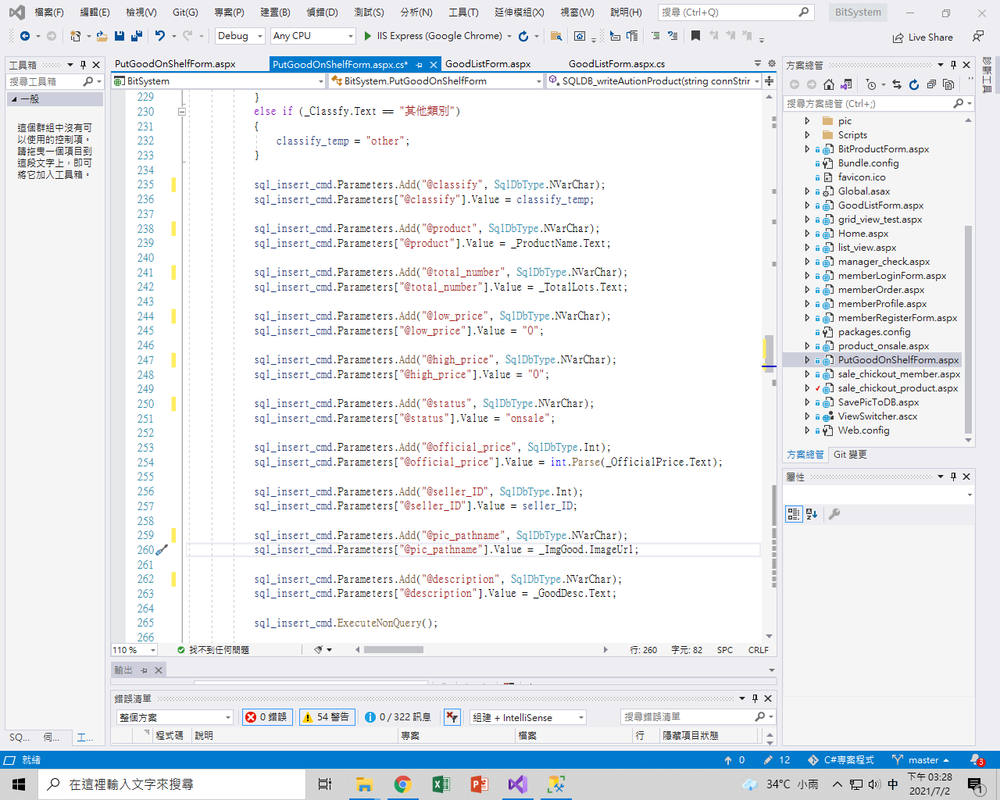 檔案(F) 編輯(E) 檢視(V) Git(G) 專案(P) 建置(B) 偵錯(D) 測試(S) 分析(N) 工具(T) 延伸模組(X) 視窗(W) 說明(H) 搜尋 (Ctrl+Q) BitSystem
Debug Any CPU IIS Express (Google Chrome) Live Share
工具箱
搜尋工具箱
一般
這個群組中沒有可
以使用的控制項。
請拖曳一個項目到
這段文字上，即可
將它加入工具箱。
SQ... 伺... 工...
PutGoodOnShelfForm.aspx PutGoodOnShelfForm.aspx.cs* GoodListForm.aspx GoodListForm.aspx.cs
BitSystem BitSystem.PutGoodOnShelfForm SQLDB_writeAutionProduct(string connStrir
229 }
230 else if (_Classfy.Text == "其他類別")
231 {
232 classify_temp = "other";
233 }
234
235 sql_insert_cmd.Parameters.Add("@classify", SqlDbType.NVarChar);
236 sql_insert_cmd.Parameters["@classify"].Value = classify_temp;
237
238 sql_insert_cmd.Parameters.Add("@product", SqlDbType.NVarChar);
239 sql_insert_cmd.Parameters["@product"].Value = _ProductName.Text;
240
241 sql_insert_cmd.Parameters.Add("@total_number", SqlDbType.NVarChar);
242 sql_insert_cmd.Parameters["@total_number"].Value = _TotalLots.Text;
243
244 sql_insert_cmd.Parameters.Add("@low_price", SqlDbType.NVarChar);
245 sql_insert_cmd.Parameters["@low_price"].Value = "0";
246
247 sql_insert_cmd.Parameters.Add("@high_price", SqlDbType.NVarChar);
248 sql_insert_cmd.Parameters["@high_price"].Value = "0";
249
250 sql_insert_cmd.Parameters.Add("@status", SqlDbType.NVarChar);
251 sql_insert_cmd.Parameters["@status"].Value = "onsale";
252
253 sql_insert_cmd.Parameters.Add("@official_price", SqlDbType.Int);
254 sql_insert_cmd.Parameters["@official_price"].Value = int.Parse(_OfficialPrice.Text);
255
256 sql_insert_cmd.Parameters.Add("@seller_ID", SqlDbType.Int);
257 sql_insert_cmd.Parameters["@seller_ID"].Value = seller_ID;
258
259 sql_insert_cmd.Parameters.Add("@pic_pathname", SqlDbType.NVarChar);
260 sql_insert_cmd.Parameters["@pic_pathname"].Value = _ImgGood.ImageUrl;
261
262 sql_insert_cmd.Parameters.Add("@description", SqlDbType.NVarChar);
263 sql_insert_cmd.Parameters["@description"].Value = _GoodDesc.Text;
264
265 sql_insert_cmd.ExecuteNonQuery();
266
110 % 找不到任何問題 行: 260 字元: 82 SPC CRLF
輸出
錯誤清單
整個方案 0 錯誤 54 警告 0 / 322 訊息 組建 + IntelliSense 搜尋錯誤清單
程式碼 說明 專案 檔案 行 隱藏項目狀態
方案總管
搜尋方案總管 (Ctrl+;)
pic
Scripts
BitProductForm.aspx
Bundle.config
favicon.ico
Global.asax
GoodListForm.aspx
grid_view_test.aspx
Home.aspx
list_view.aspx
manager_check.aspx
memberLoginForm.aspx
memberOrder.aspx
memberProfile.aspx
memberRegisterForm.aspx
packages.config
product_onsale.aspx
PutGoodOnShelfForm.aspx
sale_chickout_member.aspx
sale_chickout_product.aspx
SavePicToDB.aspx
ViewSwitcher.ascx
Web.config
方案總管 Git 變更
屬性
診斷工具
就緒 0 12 C#專案程式 master 3
在這裡輸入文字來搜尋 34°C 小雨 中 下午 03:28
2021/7/2 1